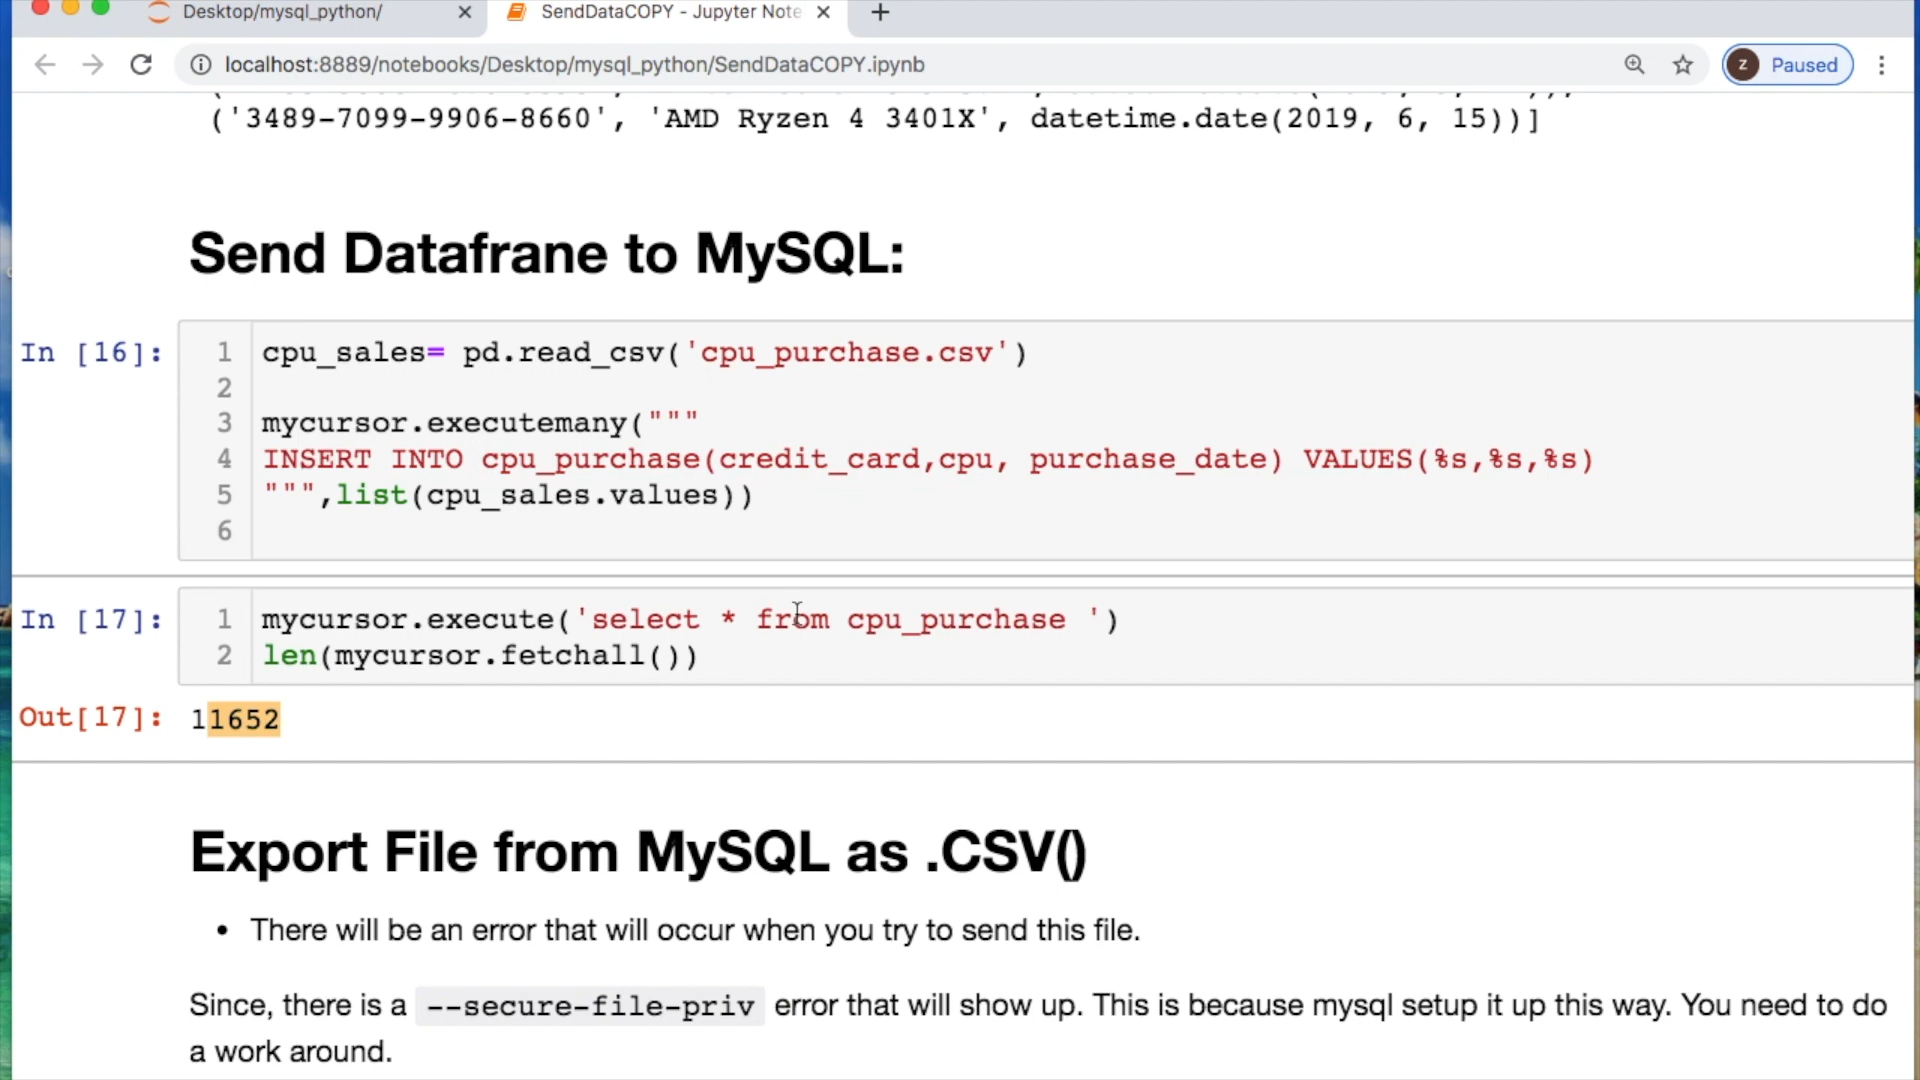 Desktop/mysql_python/
SendDataCOPY - Jupyter Note
localhost:8889/notebooks/Desktop/mysql_python/SendDataCOPY.ipynb
Z Paused
('3489-7099-9906-8660', 'AMD Ryzen 4 3401X', datetime.date(2019, 6, 15))]
Send Datafrane to MySQL:
In [16]:
1 cpu_sales= pd.read_csv('cpu_purchase.csv')
2
3 mycursor.executemany("""
4 INSERT INTO cpu_purchase(credit_card,cpu, purchase_date) VALUES(%s,%s,%s)
5 """,list(cpu_sales.values))
6
In [17]:
1 mycursor.execute('select * from cpu_purchase ')
2 len(mycursor.fetchall())
Out[17]: 11652
Export File from MySQL as .CSV()
• There will be an error that will occur when you try to send this file.
Since, there is a --secure-file-priv error that will show up. This is because mysql setup it up this way. You need to do
a work around.